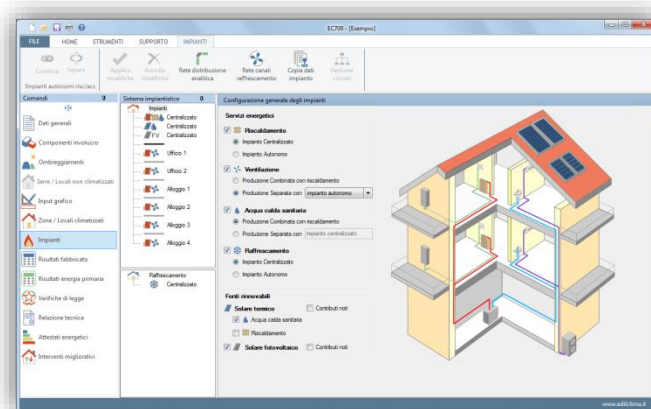 EC700 - [Esempio]
FILE HOME STRUMENTI SUPPORTO IMPIANTI
Combina Separa Applica modifiche Annulla modifiche Rete distribuzione analitica Rete canali raffrescamento Copia dati impianto Gestione circuiti
Impianti autonomi risc/acs
Comandi
Dati generali
Componenti involucro
Ombreggiamenti
Serre / Locali non climatizzati
Input grafico
Zone / Locali climatizzati
Impianti
Risultati fabbricato
Risultati energia primaria
Verifiche di legge
Relazione tecnica
Attestati energetici
Interventi migliorativi
Sistema impiantistico
Impianti
Centralizzato
Centralizzato
FV Centralizzato
Ufficio 1
Ufficio 2
Alloggio 1
Alloggio 2
Alloggio 3
Alloggio 4
Raffrescamento
Centralizzato
Configurazione generale degli impianti
Servizi energetici
Riscaldamento
Impianto Centralizzato
Impianto Autonomo
Ventilazione
Produzione Combinata con riscaldamento
Produzione Separata con impianto autonomo
Acqua calda sanitaria
Produzione Combinata con riscaldamento
Produzione Separata con impianto centralizzato
Raffrescamento
Impianto Centralizzato
Impianto Autonomo
Fonti rinnovabili
Solare termico Contributi noti
Acqua calda sanitaria
Riscaldamento
Solare fotovoltaico Contributi noti
www.edilclima.it